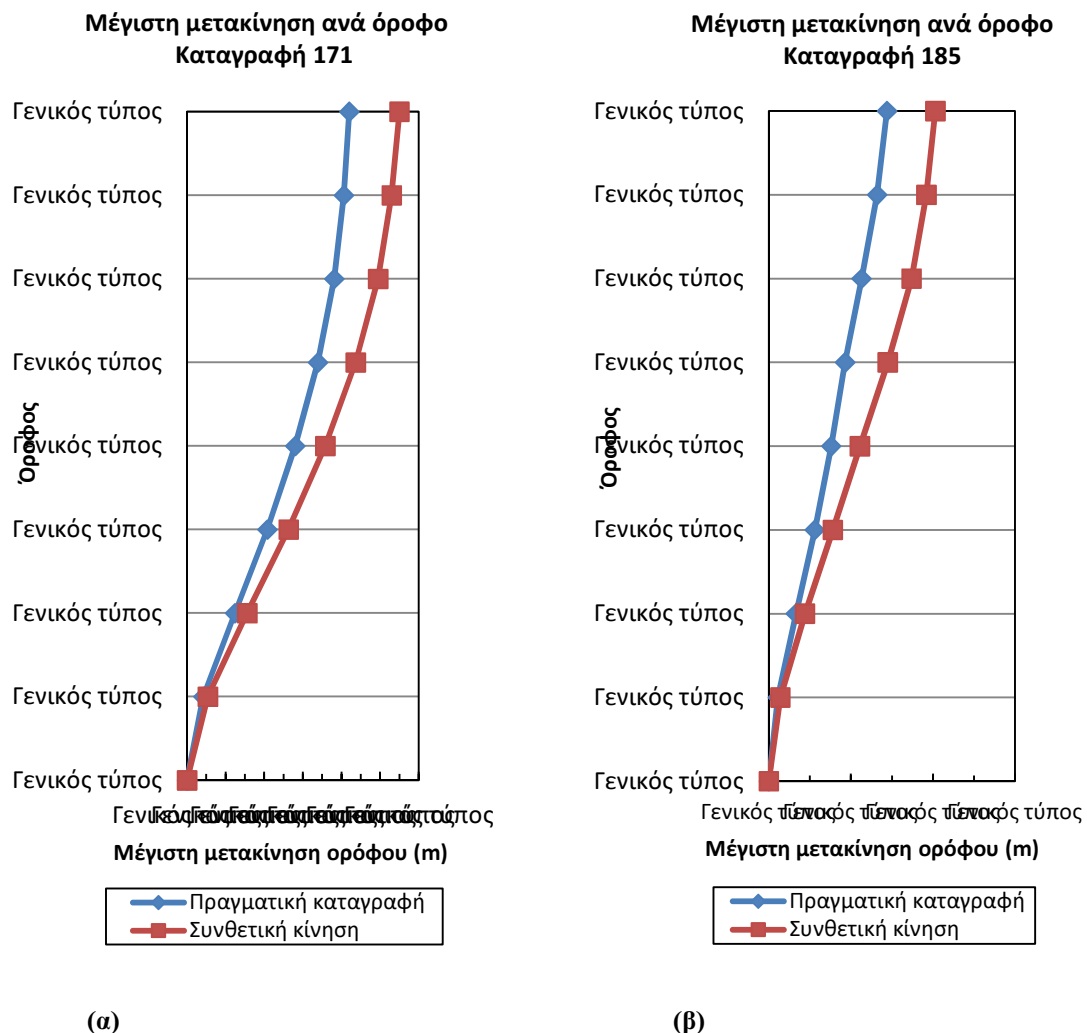 Μέγιστη μετακίνηση ανά όροφο
Καταγραφή 171
Γενικός τύπος
Γενικός τύπος
Γενικός τύπος
Γενικός τύπος
Γενικός τύπος
Γενικός τύπος
Γενικός τύπος
Γενικός τύπος
Γενικός τύπος
Όροφος
Μέγιστη μετακίνηση ορόφου (m)
Πραγματική καταγραφή
Συνθετική κίνηση
(α)
Μέγιστη μετακίνηση ανά όροφο
Καταγραφή 185
Γενικός τύπος
Γενικός τύπος
Γενικός τύπος
Γενικός τύπος
Γενικός τύπος
Γενικός τύπος
Γενικός τύπος
Γενικός τύπος
Γενικός τύπος
Όροφος
Γενικός τύπος
Μέγιστη μετακίνηση ορόφου (m)
Πραγματική καταγραφή
Συνθετική κίνηση
(β)